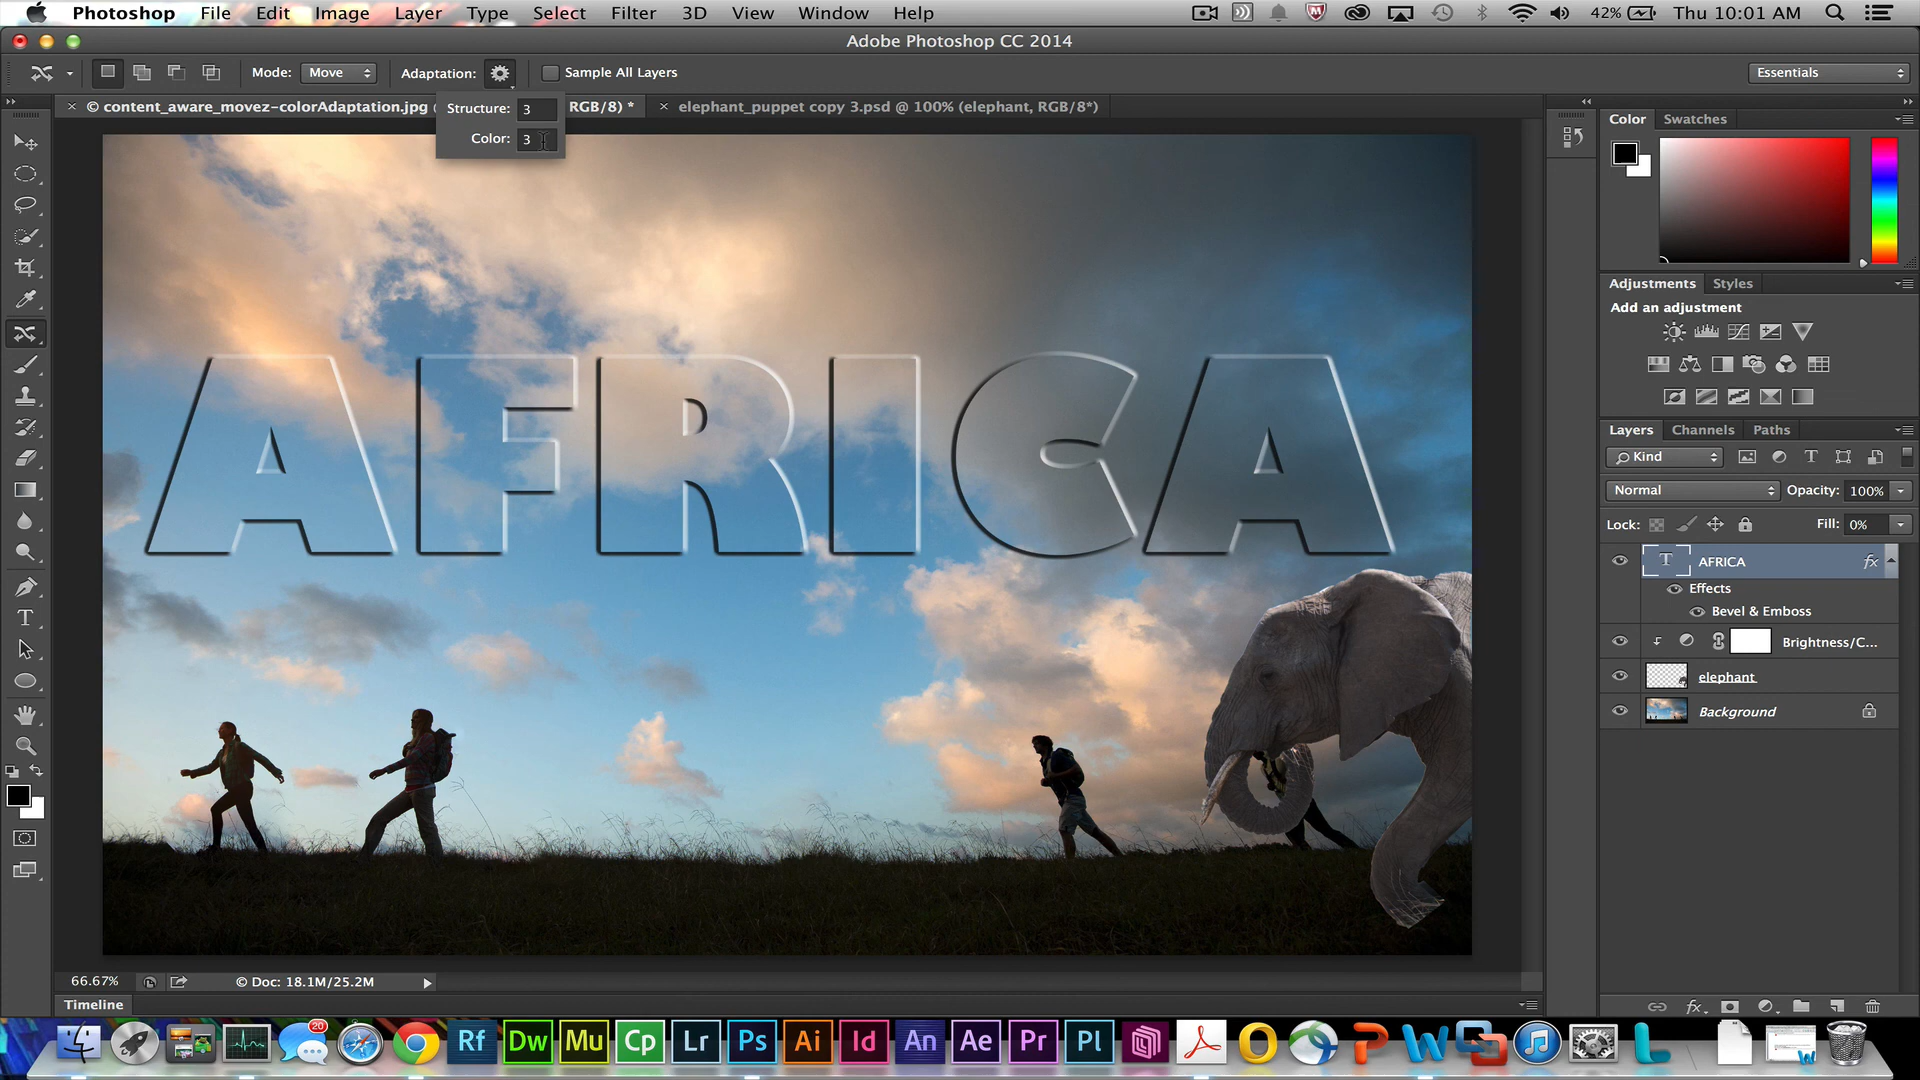 Photoshop File Edit Image Layer Type Select Filter 3D View Window Help 42% Thu 10:01 AM
Adobe Photoshop CC 2014
Mode: Move Adaptation: Sample All Layers Essentials
© content_aware_movez-colorAdaptation.jpg RGB/8) * elephant_puppet copy 3.psd @ 100% (elephant, RGB/8*)
Structure: 3
Color: 3
Color Swatches
Adjustments Styles
Add an adjustment
AFRICA
Layers Channels Paths
Kind
Normal Opacity: 100%
Lock: Fill: 0%
T AFRICA fx
Effects
Bevel & Emboss
Brightness/C...
elephant
Background
T
66.67% © Doc: 18.1M/25.2M
Timeline
fx
20
Rf Dw Mu Cp Lr Ps Ai Id An Ae Pr Pl